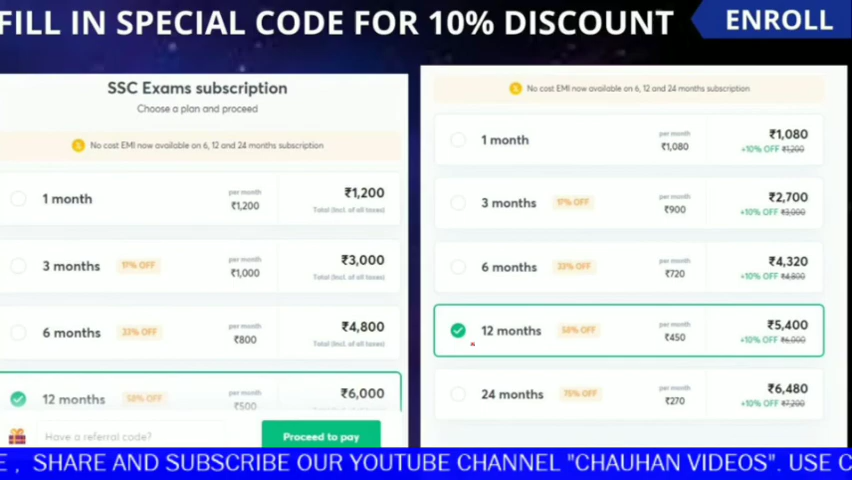 FILL IN SPECIAL CODE FOR 10% DISCOUNT
ENROLL
SSC Exams subscription
Choose a plan and proceed
No cost EMI now available on 6, 12 and 24 months subscription
1 month
per month
₹1,200
₹1,200
Total (Incl. of all taxes)
3 months
17% OFF
per month
₹1,000
₹3,000
Total (Incl. of all taxes)
6 months
33% OFF
per month
₹800
₹4,800
Total (Incl. of all taxes)
12 months
58% OFF
per month
₹500
₹6,000
Have a referral code?
Proceed to pay
No cost EMI now available on 6, 12 and 24 months subscription
1 month
per month
₹1,080
₹1,080
+10% OFF ₹1,200
3 months
17% OFF
per month
₹900
₹2,700
+10% OFF ₹3,000
6 months
33% OFF
per month
₹720
₹4,320
+10% OFF ₹4,800
12 months
58% OFF
per month
₹450
₹5,400
+10% OFF ₹6,000
24 months
75% OFF
per month
₹270
₹6,480
+10% OFF ₹7,200
E , SHARE AND SUBSCRIBE OUR YOUTUBE CHANNEL "CHAUHAN VIDEOS". USE C